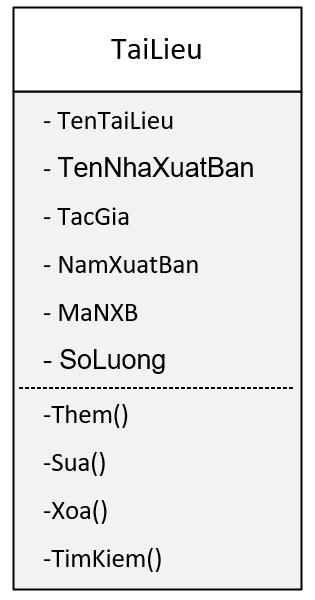 TaiLieu
- TenTaiLieu
- TenNhaXuatBan
- TacGia
- NamXuatBan
- MaNXB
- SoLuong
-Them()
-Sua()
-Xoa()
-TimKiem()